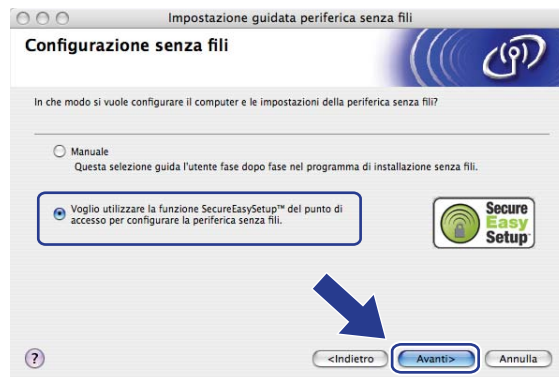 Impostazione guidata periferica senza fili
Configurazione senza fili
In che modo si vuole configurare il computer e le impostazioni della periferica senza fili?
Manuale
Questa selezione guida l'utente fase dopo fase nel programma di installazione senza fili.
Voglio utilizzare la funzione SecureEasySetup™ del punto di
accesso per configurare la periferica senza fili.
Secure
Easy
Setup
?
<Indietro
Avanti>
Annulla